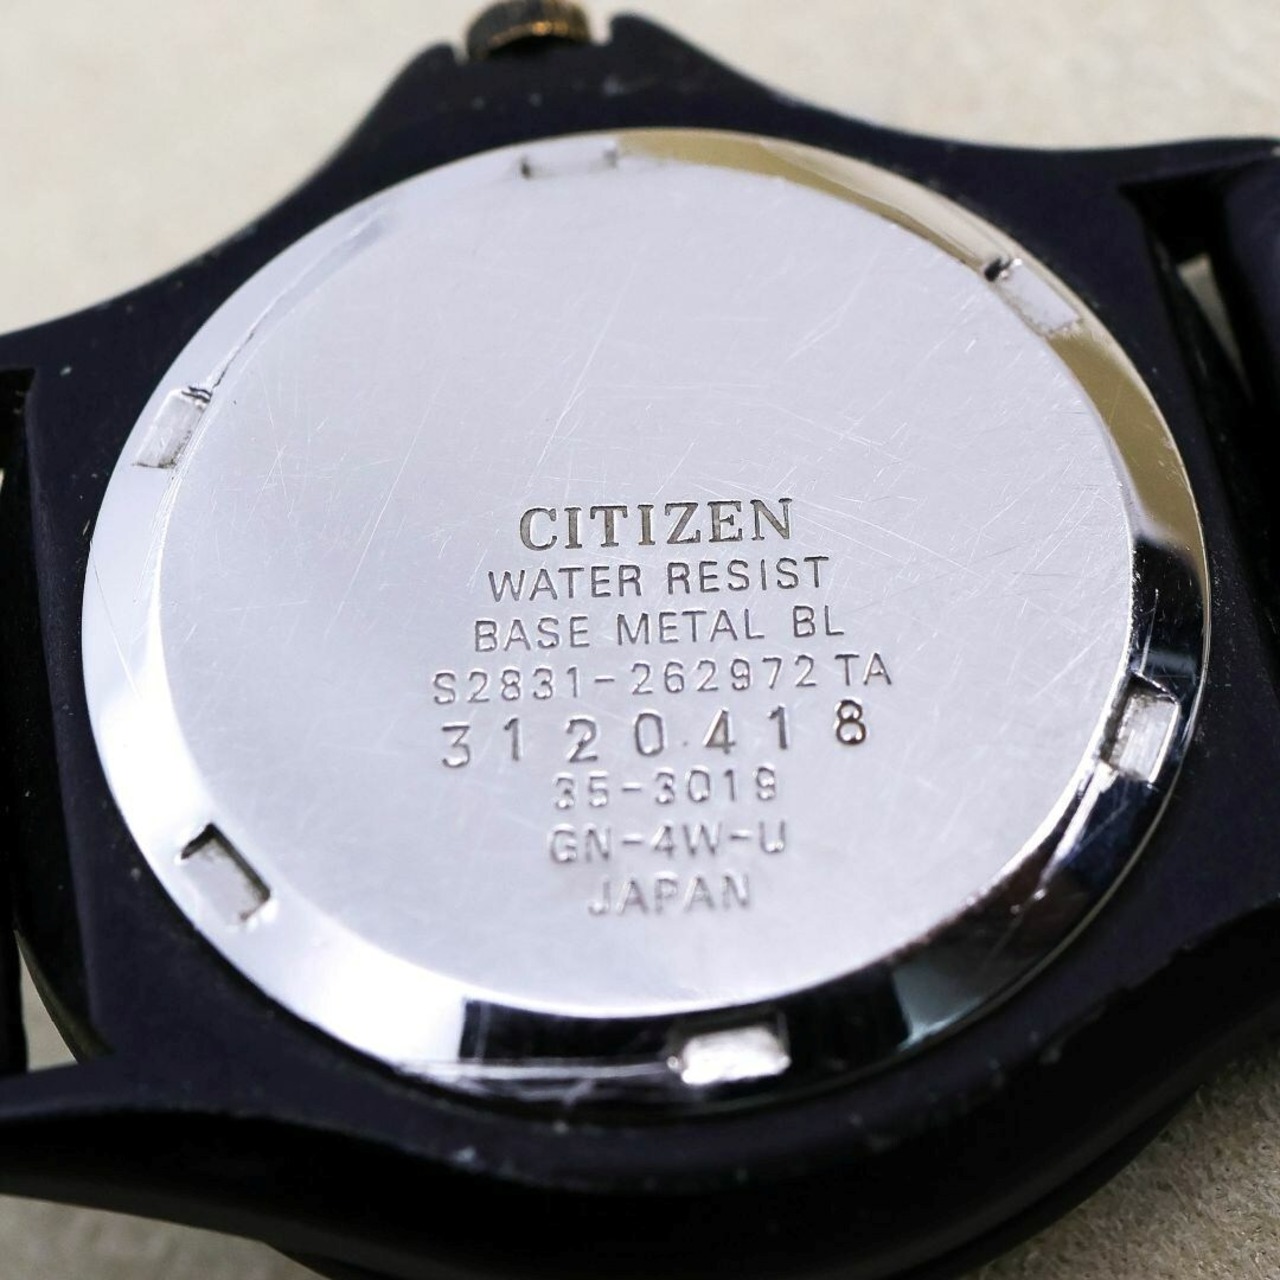 CITIZEN
WATER RESIST
BASE METAL BL
S2831-262972 TA
3120418
35-3019
GN-4W-U
JAPAN